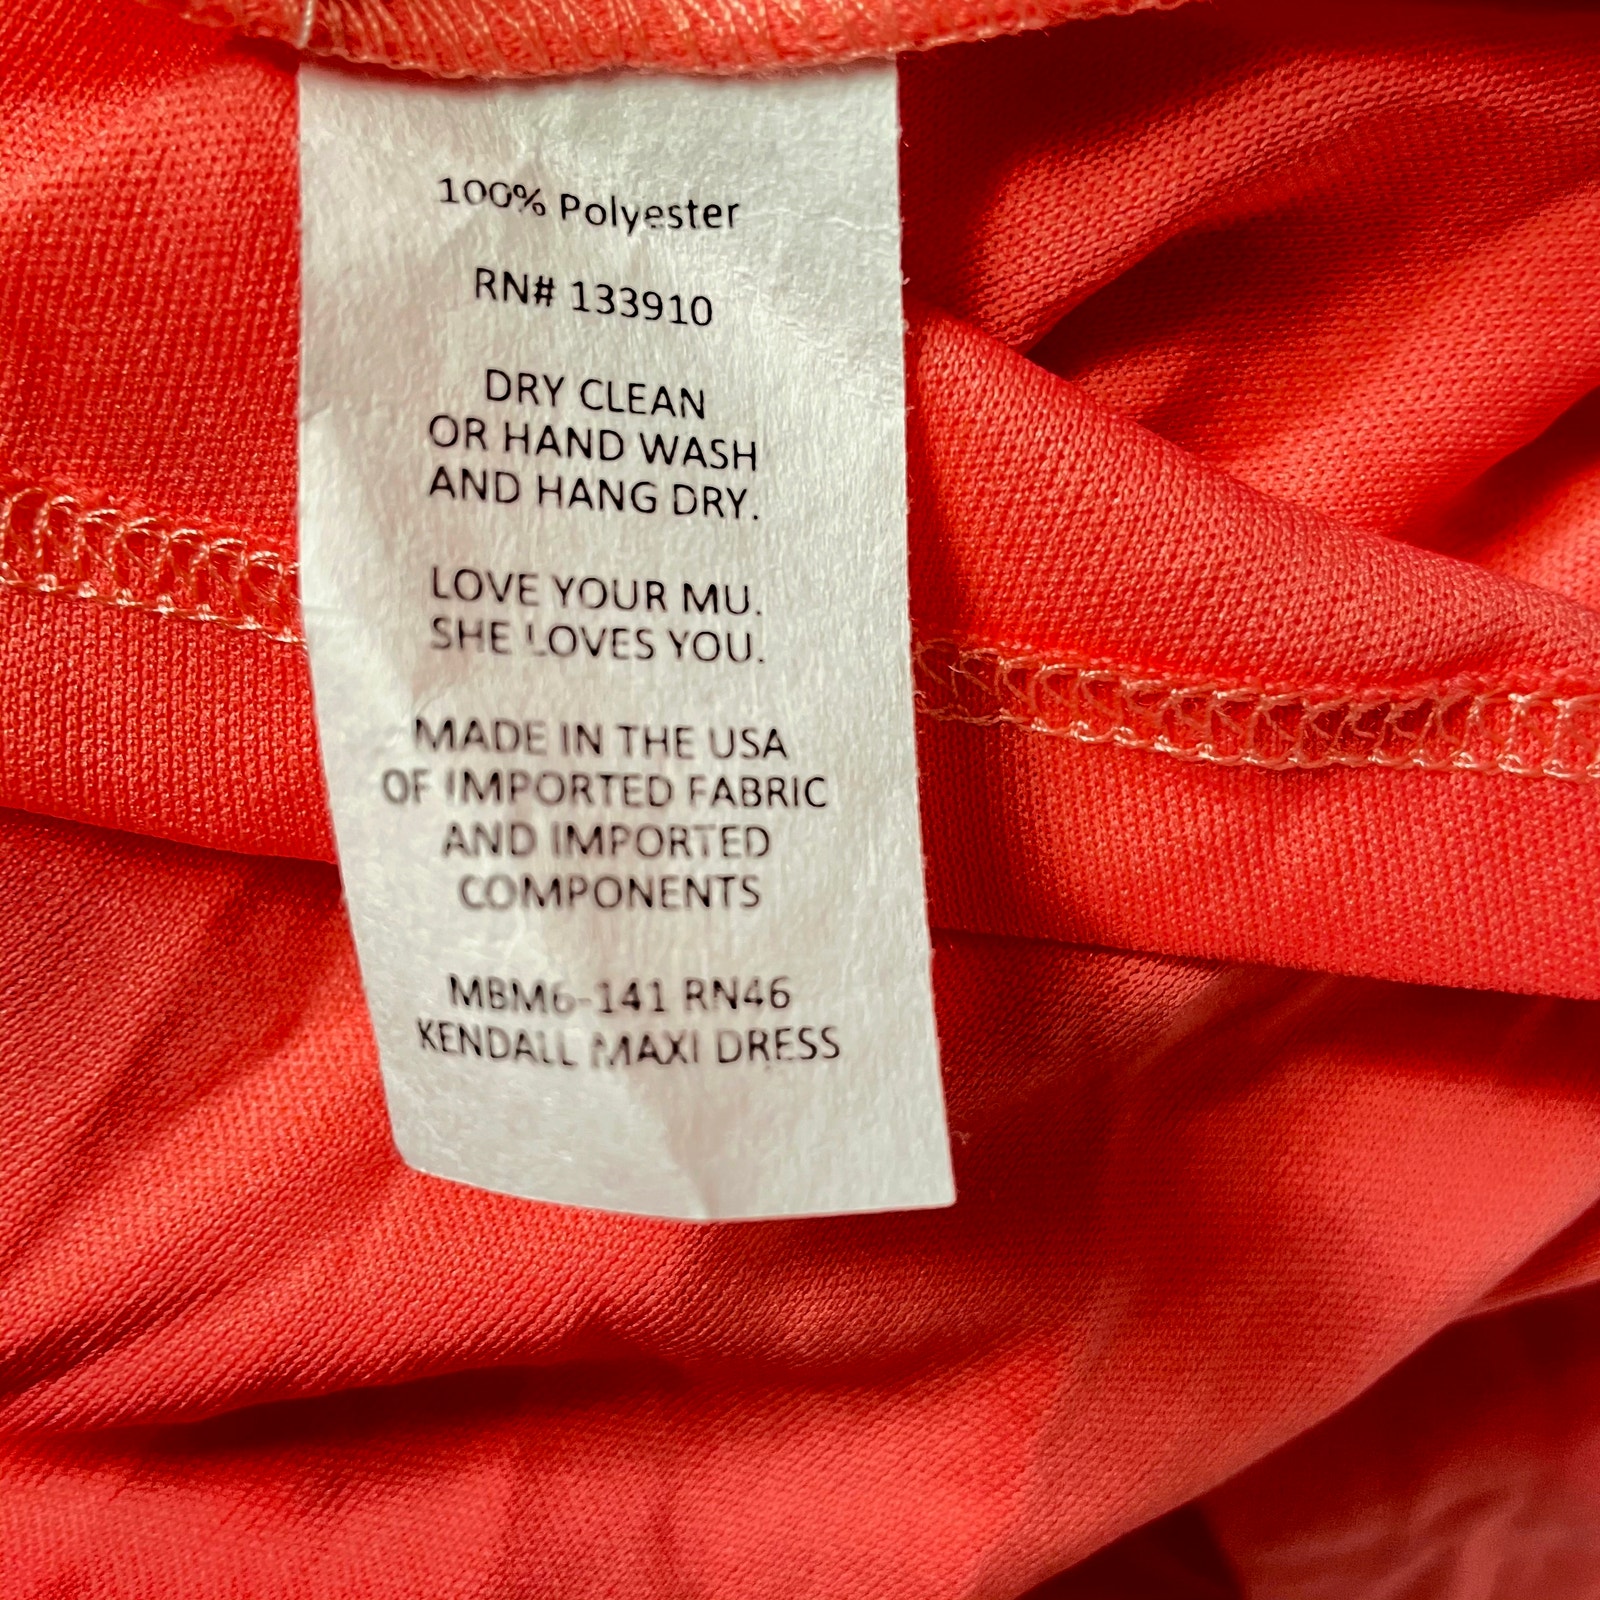 100% Polyester
RN# 133910
DRY CLEAN
OR HAND WASH
AND HANG DRY.
LOVE YOUR MU.
SHE LOVES YOU.
MADE IN THE USA
OF IMPORTED FABRIC
AND IMPORTED
COMPONENTS
MBM6-141 RN46
KENDALL MAXI DRESS